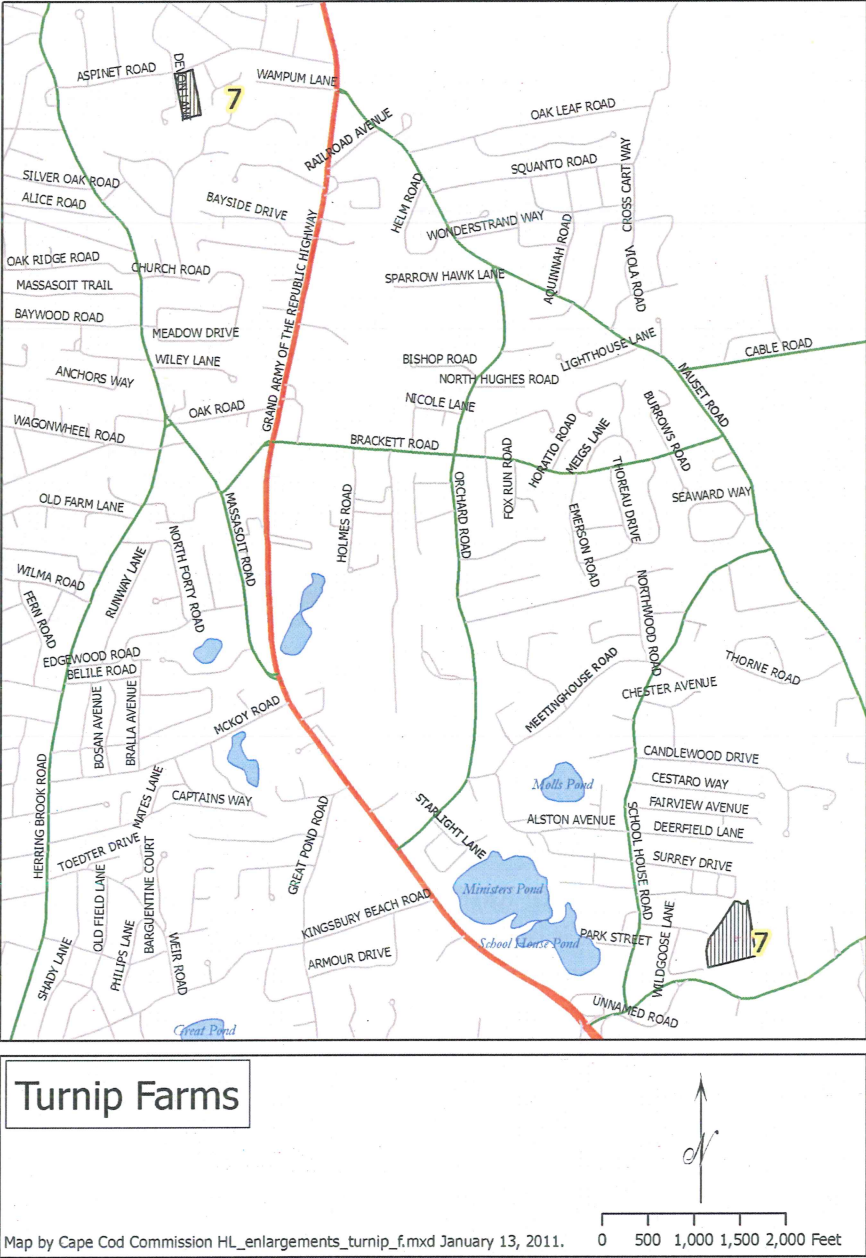 ASPINET ROAD
WAMPUM LANE
7
RAILROAD AVENUE
OAK LEAF ROAD
SQUANTO ROAD
CROSS CART WAY
SILVER OAK ROAD
ALICE ROAD
BAYSIDE DRIVE
HELM ROAD
WONDERSTRAND WAY
AQUINNAH ROAD
VIOLA ROAD
OAK RIDGE ROAD
CHURCH ROAD
GRAND ARMY OF THE REPUBLIC HIGHWAY
SPARROW HAWK LANE
MASSASOIT TRAIL
BAYWOOD ROAD
MEADOW DRIVE
LIGHTHOUSE LANE
CABLE ROAD
WILEY LANE
BISHOP ROAD
ANCHORS WAY
NORTH HUGHES ROAD
NAUSET ROAD
NICOLE LANE
OAK ROAD
BURROWS ROAD
WAGONWHEEL ROAD
BRACKETT ROAD
HORATIO ROAD
MEIGS LANE
FOX RUN ROAD
THOREAU DRIVE
SEAWARD WAY
OLD FARM LANE
MASSASOIT ROAD
HOLMES ROAD
ORCHARD ROAD
EMERSON ROAD
NORTH FORTY ROAD
WILMA ROAD
RUNWAY LANE
FERN ROAD
NORTHWOOD ROAD
EDGEWOOD ROAD
BELILE ROAD
THORNE ROAD
MEETINGHOUSE ROAD
CHESTER AVENUE
BOSAN AVENUE
BRALLA AVENUE
MCKOY ROAD
CANDLEWOOD DRIVE
HERRING BROOK ROAD
MATES LANE
CAPTAINS WAY
Molls Pond
CESTARO WAY
FAIRVIEW AVENUE
GREAT POND ROAD
STARLIGHT LANE
ALSTON AVENUE
DEERFIELD LANE
SCHOOL HOUSE ROAD
TOEDTER DRIVE
SURREY DRIVE
OLD FIELD LANE
BARGUENTINE COURT
Ministers Pond
KINGSBURY BEACH ROAD
PHILIPS LANE
WEIR ROAD
School House Pond
PARK STREET
WILDGOOSE LANE
7
SHADY LANE
ARMOUR DRIVE
UNNAMED ROAD
Great Pond
Turnip Farms
N
Map by Cape Cod Commission HL_enlargements_turnip_f.mxd January 13, 2011.
0 500 1,000 1,500 2,000 Feet